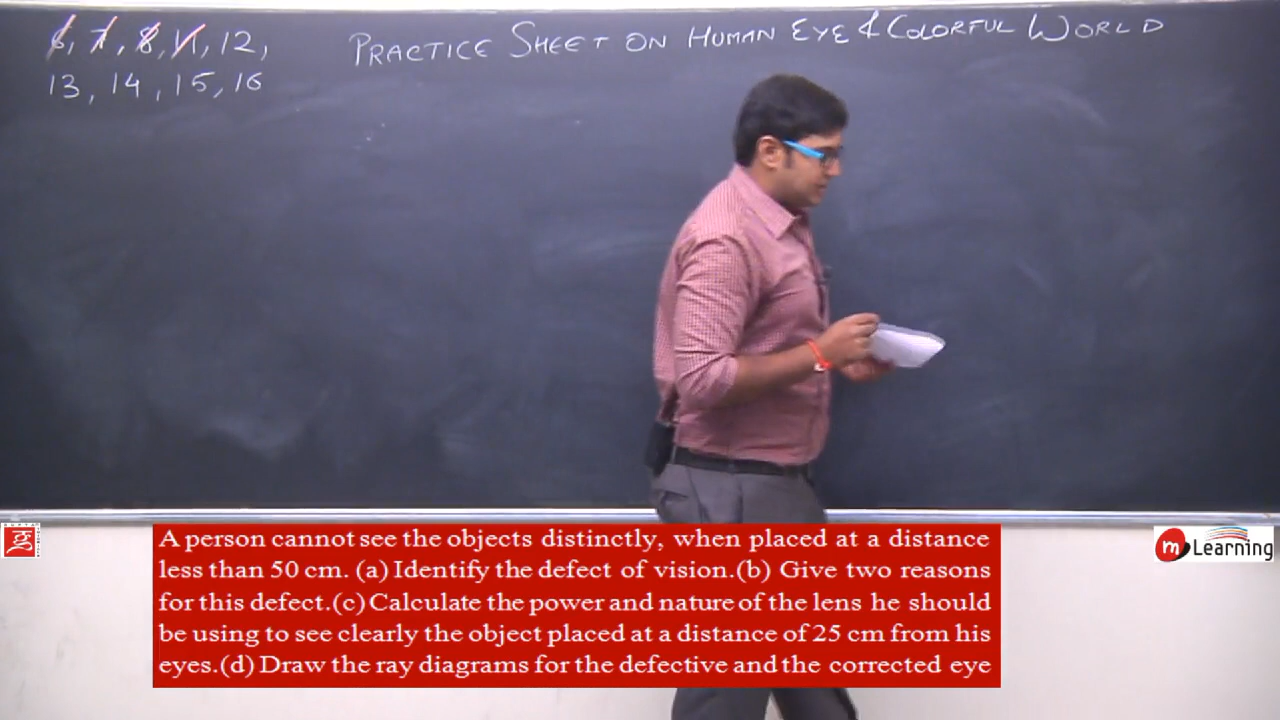 6, 7, 8, 11, 12,
13, 14, 15, 16
PRACTICE SHEET ON HUMAN EYE & COLORFUL WORLD
A person cannot see the objects distinctly, when placed at a distance
less than 50 cm. (a) Identify the defect of vision.(b) Give two reasons
for this defect.(c) Calculate the power and nature of the lens he should
be using to see clearly the object placed at a distance of 25 cm from his
eyes.(d) Draw the ray diagrams for the defective and the corrected eye
g
m Learning